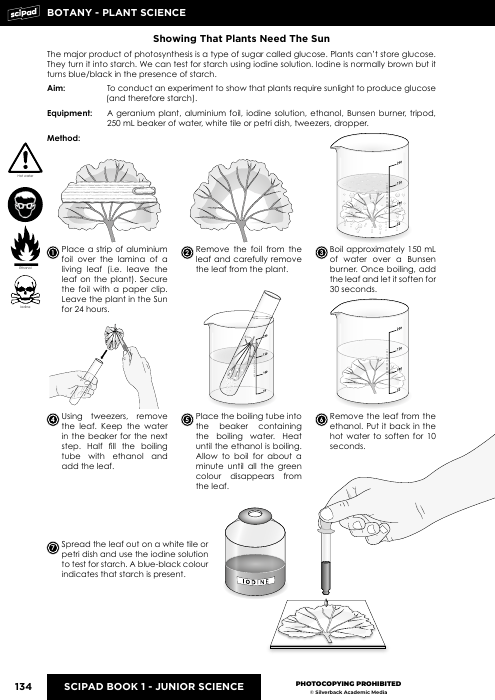 scipad BOTANY - PLANT SCIENCE
Showing That Plants Need The Sun
The major product of photosynthesis is a type of sugar called glucose. Plants can't store glucose.
They turn it into starch. We can test for starch using iodine solution. Iodine is normally brown but it
turns blue/black in the presence of starch.
Aim: To conduct an experiment to show that plants require sunlight to produce glucose
(and therefore starch).
Equipment: A geranium plant, aluminium foil, iodine solution, ethanol, Bunsen burner, tripod,
250 mL beaker of water, white tile or petri dish, tweezers, dropper.
Method:
Hot water
Ethanol
1 Place a strip of aluminium
foil over the lamina of a
living leaf (i.e. leave the
leaf on the plant). Secure
the foil with a paper clip.
Leave the plant in the Sun
for 24 hours.
2 Remove the foil from the
leaf and carefully remove
the leaf from the plant.
3 Boil approximately 150 mL
of water over a Bunsen
burner. Once boiling, add
the leaf and let it soften for
30 seconds.
4 Using tweezers, remove
the leaf. Keep the water
in the beaker for the next
step. Half fill the boiling
tube with ethanol and
add the leaf.
5 Place the boiling tube into
the beaker containing
the boiling water. Heat
until the ethanol is boiling.
Allow to boil for about a
minute until all the green
colour disappears from
the leaf.
6 Remove the leaf from the
ethanol. Put it back in the
hot water to soften for 10
seconds.
7 Spread the leaf out on a white tile or
petri dish and use the iodine solution
to test for starch. A blue-black colour
indicates that starch is present.
IODINE
134 SCIPAD BOOK 1 - JUNIOR SCIENCE
PHOTOCOPYING PROHIBITED
© Silverback Academic Media